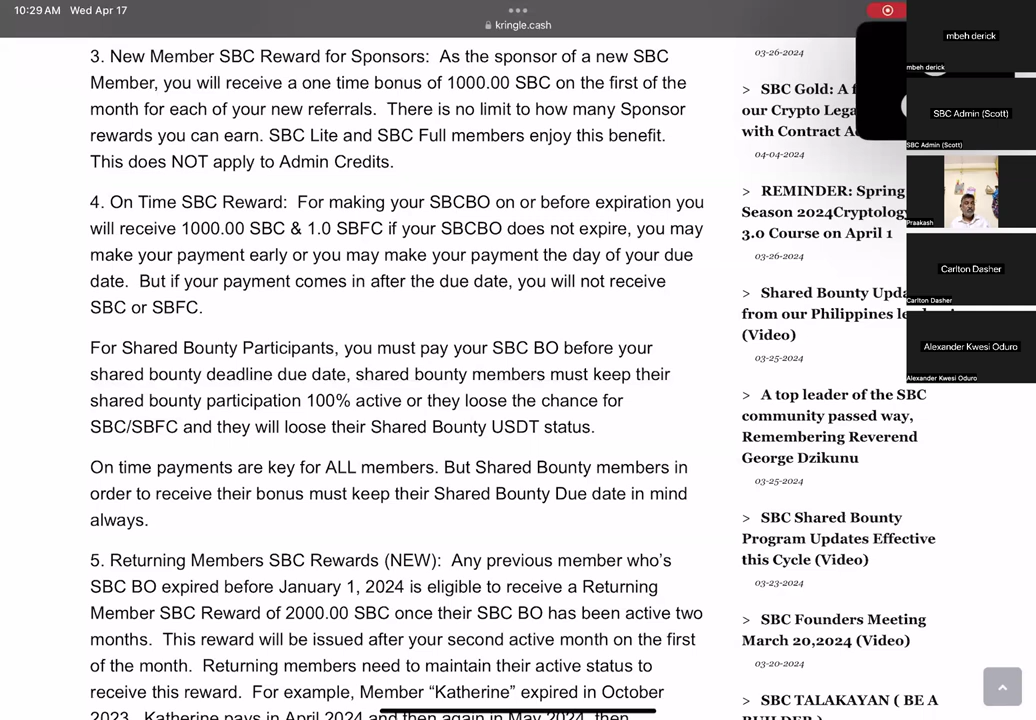 10:29 AM Wed Apr 17
kringle.cash
3. New Member SBC Reward for Sponsors: As the sponsor of a new SBC
Member, you will receive a one time bonus of 1000.00 SBC on the first of the
month for each of your new referrals. There is no limit to how many Sponsor
rewards you can earn. SBC Lite and SBC Full members enjoy this benefit.
This does NOT apply to Admin Credits.
4. On Time SBC Reward: For making your SBCBO on or before expiration you
will receive 1000.00 SBC & 1.0 SBFC if your SBCBO does not expire, you may
make your payment early or you may make your payment the day of your due
date. But if your payment comes in after the due date, you will not receive
SBC or SBFC.
For Shared Bounty Participants, you must pay your SBC BO before your
shared bounty deadline due date, shared bounty members must keep their
shared bounty participation 100% active or they loose the chance for
SBC/SBFC and they will loose their Shared Bounty USDT status.
On time payments are key for ALL members. But Shared Bounty members in
order to receive their bonus must keep their Shared Bounty Due date in mind
always.
5. Returning Members SBC Rewards (NEW): Any previous member who's
SBC BO expired before January 1, 2024 is eligible to receive a Returning
Member SBC Reward of 2000.00 SBC once their SBC BO has been active two
months. This reward will be issued after your second active month on the first
of the month. Returning members need to maintain their active status to
receive this reward. For example, Member “Katherine” expired in October
2023. Katherine pays in April 2024 and then again in May 2024, then
03-26-2024
> SBC Gold: A
our Crypto Lega
with Contract A
04-04-2024
> REMINDER: Spring
Season 2024Cryptology
3.0 Course on April 1
03-26-2024
> Shared Bounty Upda
from our Philippines
(Video)
03-25-2024
> A top leader of the SBC
community passed way,
Remembering Reverend
George Dzikunu
03-25-2024
> SBC Shared Bounty
Program Updates Effective
this Cycle (Video)
03-23-2024
> SBC Founders Meeting
March 20,2024 (Video)
03-20-2024
> SBC TALAKAYAN ( BE A
BUILDER )
mbeh derick
mbeh derick
SBC Admin (Scott)
SBC Admin (Scott)
Praakash
Carlton Dasher
Carlton Dasher
Alexander Kwesi Oduro
Alexander Kwesi Oduro